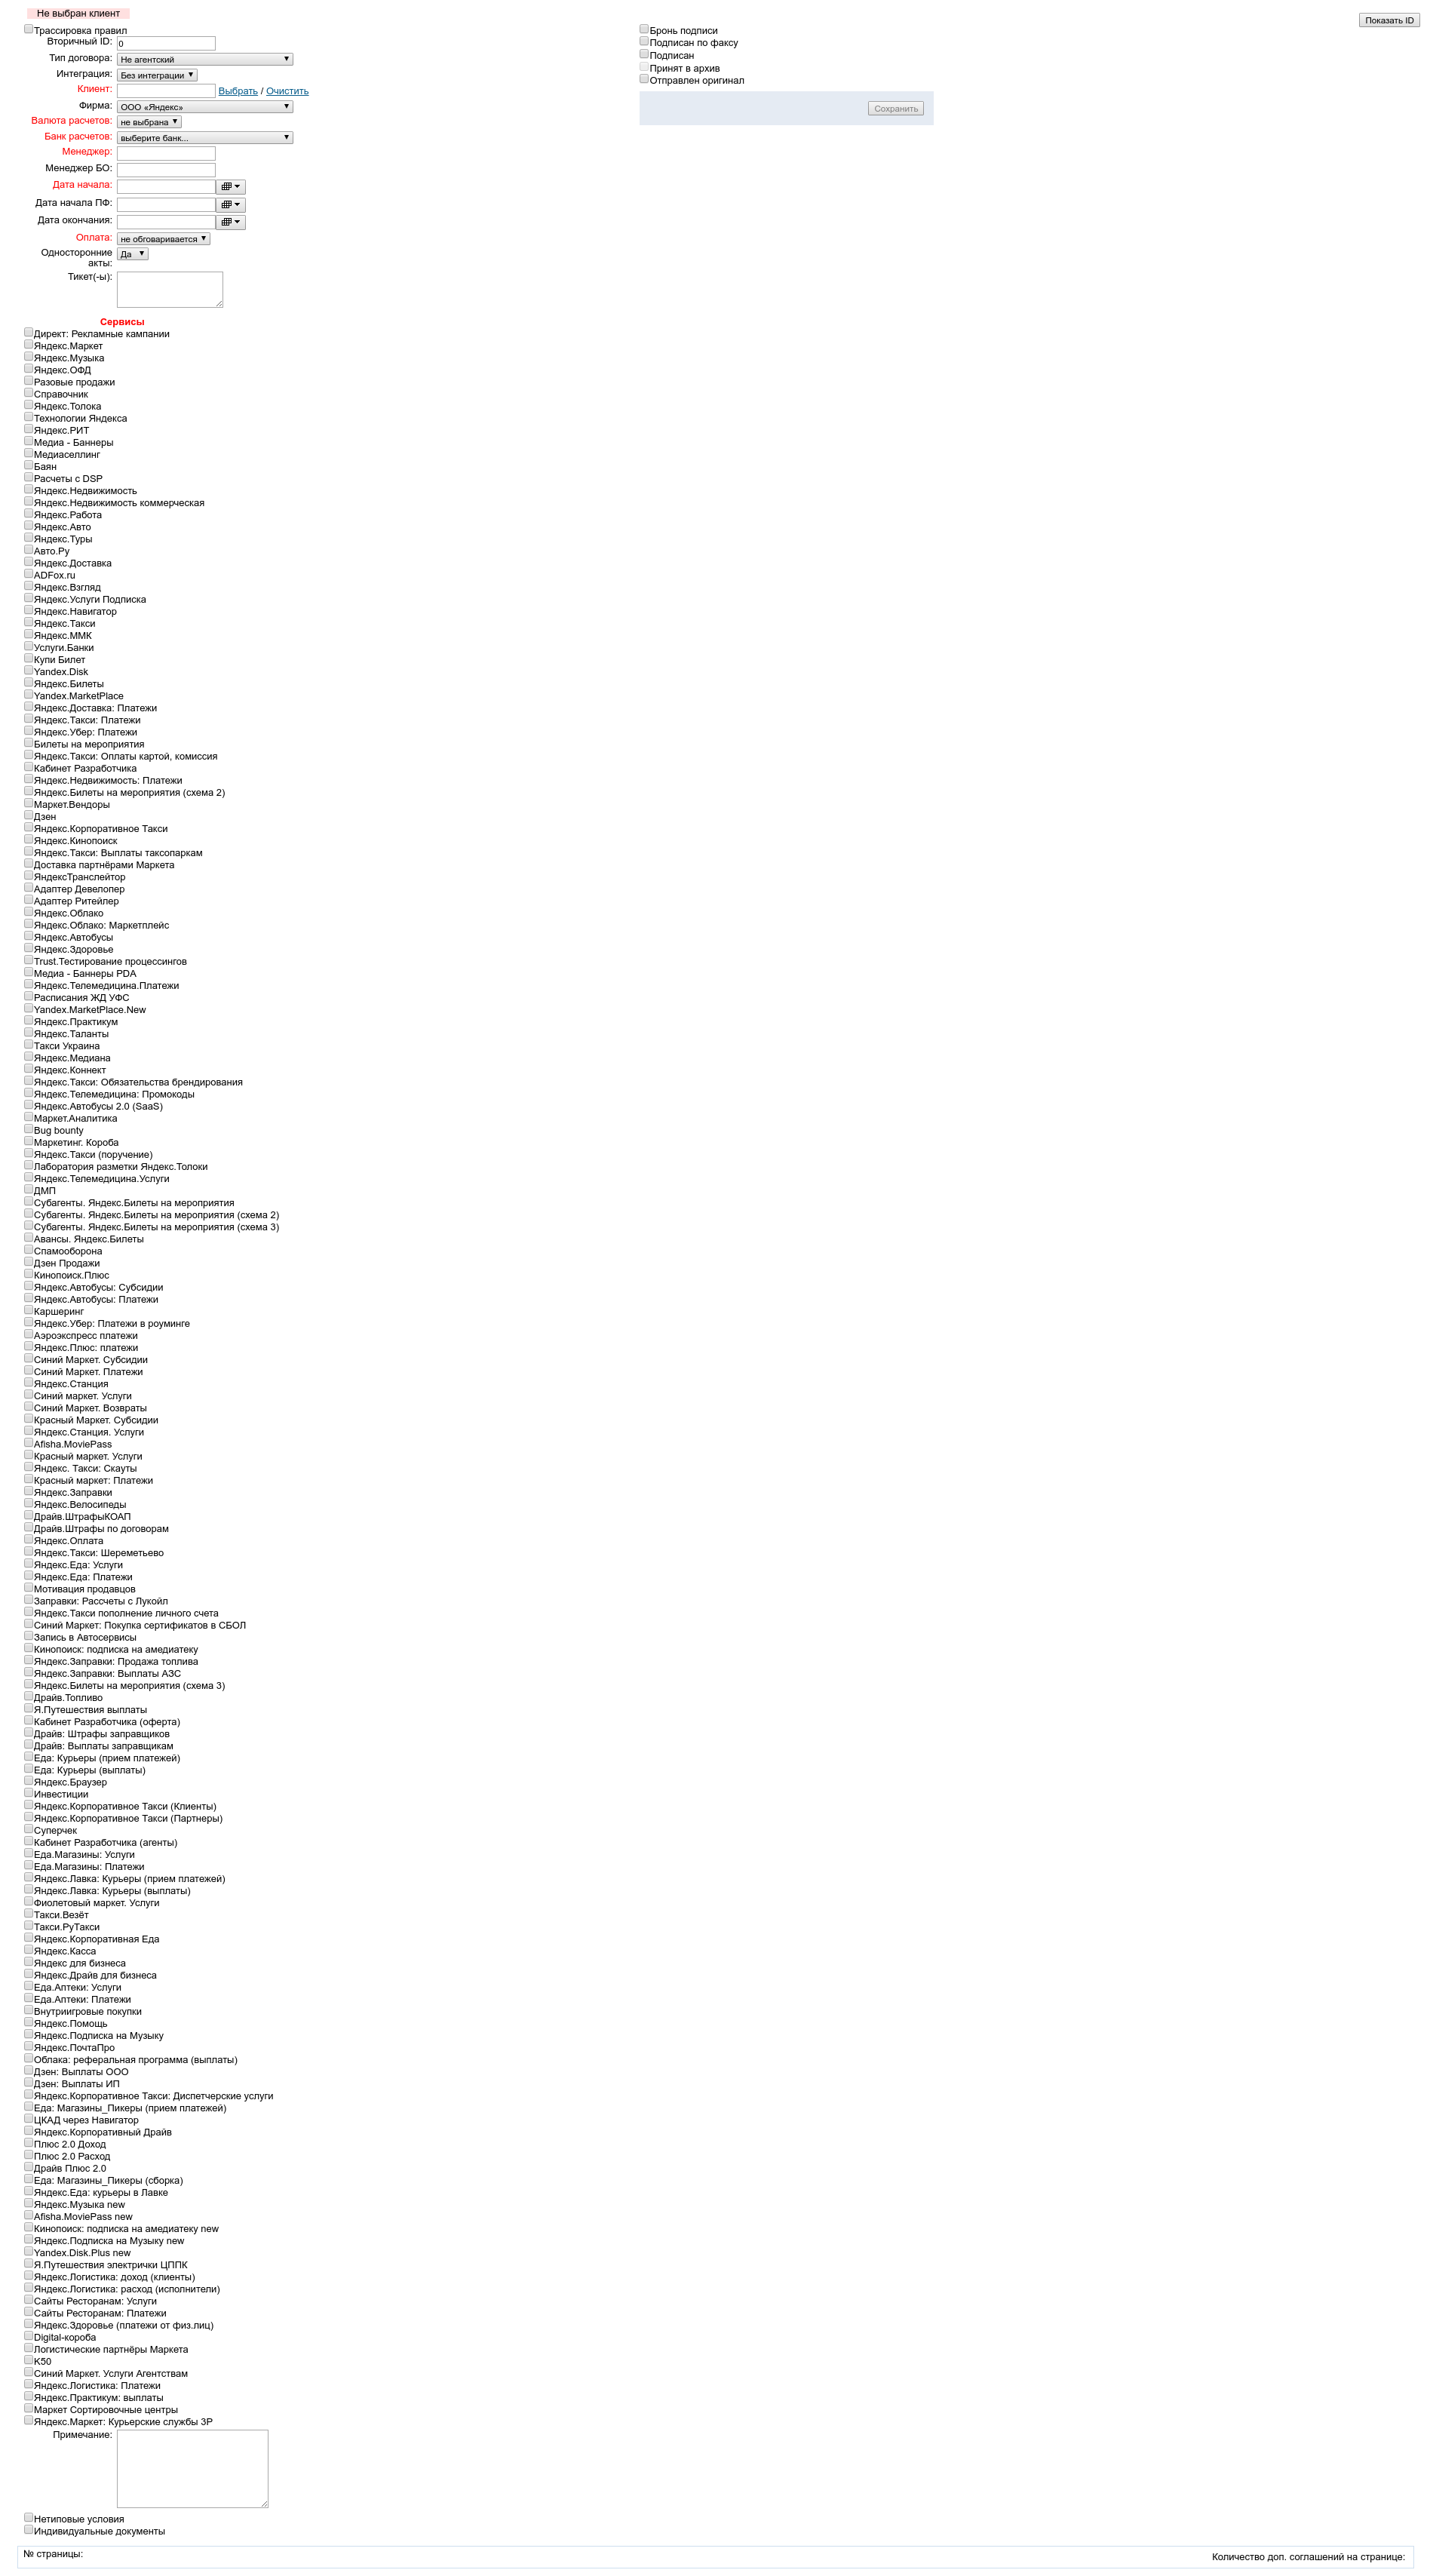 Не выбран клиент
Показать ID
Трассировка правил
Вторичный ID: 0
Тип договора: Не агентский
Интеграция: Без интеграции
Клиент: Выбрать / Очистить
Фирма: ООО «Яндекс»
Валюта расчетов: не выбрана
Банк расчетов: выберите банк...
Менеджер:
Менеджер БО:
Дата начала:
Дата начала ПФ:
Дата окончания:
Оплата: не обговаривается
Односторонние
акты: Да
Тикет(-ы):
Бронь подписи
Подписан по факсу
Подписан
Принят в архив
Отправлен оригинал
Сохранить
Сервисы
Директ: Рекламные кампании
Яндекс.Маркет
Яндекс.Музыка
Яндекс.ОФД
Разовые продажи
Справочник
Яндекс.Толока
Технологии Яндекса
Яндекс.РИТ
Медиа - Баннеры
Медиаселлинг
Баян
Расчеты с DSP
Яндекс.Недвижимость
Яндекс.Недвижимость коммерческая
Яндекс.Работа
Яндекс.Авто
Яндекс.Туры
Авто.Ру
Яндекс.Доставка
ADFox.ru
Яндекс.Взгляд
Яндекс.Услуги Подписка
Яндекс.Навигатор
Яндекс.Такси
Яндекс.ММК
Услуги.Банки
Купи Билет
Yandex.Disk
Яндекс.Билеты
Yandex.MarketPlace
Яндекс.Доставка: Платежи
Яндекс.Такси: Платежи
Яндекс.Убер: Платежи
Билеты на мероприятия
Яндекс.Такси: Оплаты картой, комиссия
Кабинет Разработчика
Яндекс.Недвижимость: Платежи
Яндекс.Билеты на мероприятия (схема 2)
Маркет.Вендоры
Дзен
Яндекс.Корпоративное Такси
Яндекс.Кинопоиск
Яндекс.Такси: Выплаты таксопаркам
Доставка партнёрами Маркета
ЯндексТранслейтор
Адаптер Девелопер
Адаптер Ритейлер
Яндекс.Облако
Яндекс.Облако: Маркетплейс
Яндекс.Автобусы
Яндекс.Здоровье
Trust.Тестирование процессингов
Медиа - Баннеры PDA
Яндекс.Телемедицина.Платежи
Расписания ЖД УФС
Yandex.MarketPlace.New
Яндекс.Практикум
Яндекс.Таланты
Такси Украина
Яндекс.Медиана
Яндекс.Коннект
Яндекс.Такси: Обязательства брендирования
Яндекс.Телемедицина: Промокоды
Яндекс.Автобусы 2.0 (SaaS)
Маркет.Аналитика
Bug bounty
Маркетинг. Короба
Яндекс.Такси (поручение)
Лаборатория разметки Яндекс.Толоки
Яндекс.Телемедицина.Услуги
ДМП
Субагенты. Яндекс.Билеты на мероприятия
Субагенты. Яндекс.Билеты на мероприятия (схема 2)
Субагенты. Яндекс.Билеты на мероприятия (схема 3)
Авансы. Яндекс.Билеты
Спамооборона
Дзен Продажи
Кинопоиск.Плюс
Яндекс.Автобусы: Субсидии
Яндекс.Автобусы: Платежи
Каршеринг
Яндекс.Убер: Платежи в роуминге
Аэроэкспресс платежи
Яндекс.Плюс: платежи
Синий Маркет. Субсидии
Синий Маркет. Платежи
Яндекс.Станция
Синий маркет. Услуги
Синий Маркет. Возвраты
Красный Маркет. Субсидии
Яндекс.Станция. Услуги
Afisha.MoviePass
Красный маркет. Услуги
Яндекс. Такси: Скауты
Красный маркет: Платежи
Яндекс.Заправки
Яндекс.Велосипеды
Драйв.ШтрафыКОАП
Драйв.Штрафы по договорам
Яндекс.Оплата
Яндекс.Такси: Шереметьево
Яндекс.Еда: Услуги
Яндекс.Еда: Платежи
Мотивация продавцов
Заправки: Рассчеты с Лукойл
Яндекс.Такси пополнение личного счета
Синий Маркет: Покупка сертификатов в СБОЛ
Запись в Автосервисы
Кинопоиск: подписка на амедиатеку
Яндекс.Заправки: Продажа топлива
Яндекс.Заправки: Выплаты АЗС
Яндекс.Билеты на мероприятия (схема 3)
Драйв.Топливо
Я.Путешествия выплаты
Кабинет Разработчика (оферта)
Драйв: Штрафы заправщиков
Драйв: Выплаты заправщикам
Еда: Курьеры (прием платежей)
Еда: Курьеры (выплаты)
Яндекс.Браузер
Инвестиции
Яндекс.Корпоративное Такси (Клиенты)
Яндекс.Корпоративное Такси (Партнеры)
Суперчек
Кабинет Разработчика (агенты)
Еда.Магазины: Услуги
Еда.Магазины: Платежи
Яндекс.Лавка: Курьеры (прием платежей)
Яндекс.Лавка: Курьеры (выплаты)
Фиолетовый маркет. Услуги
Такси.Везёт
Такси.РуТакси
Яндекс.Корпоративная Еда
Яндекс.Касса
Яндекс для бизнеса
Яндекс.Драйв для бизнеса
Еда.Аптеки: Услуги
Еда.Аптеки: Платежи
Внутриигровые покупки
Яндекс.Помощь
Яндекс.Подписка на Музыку
Яндекс.ПочтаПро
Облака: реферальная программа (выплаты)
Дзен: Выплаты ООО
Дзен: Выплаты ИП
Яндекс.Корпоративное Такси: Диспетчерские услуги
Еда: Магазины_Пикеры (прием платежей)
ЦКАД через Навигатор
Яндекс.Корпоративный Драйв
Плюс 2.0 Доход
Плюс 2.0 Расход
Драйв Плюс 2.0
Еда: Магазины_Пикеры (сборка)
Яндекс.Еда: курьеры в Лавке
Яндекс.Музыка new
Afisha.MoviePass new
Кинопоиск: подписка на амедиатеку new
Яндекс.Подписка на Музыку new
Yandex.Disk.Plus new
Я.Путешествия электрички ЦППК
Яндекс.Логистика: доход (клиенты)
Яндекс.Логистика: расход (исполнители)
Сайты Ресторанам: Услуги
Сайты Ресторанам: Платежи
Яндекс.Здоровье (платежи от физ.лиц)
Digital-короба
Логистические партнёры Маркета
K50
Синий Маркет. Услуги Агентствам
Яндекс.Логистика: Платежи
Яндекс.Практикум: выплаты
Маркет Сортировочные центры
Яндекс.Маркет: Курьерские службы 3P
Примечание:
Нетиповые условия
Индивидуальные документы
№ страницы:
Количество доп. соглашений на странице: